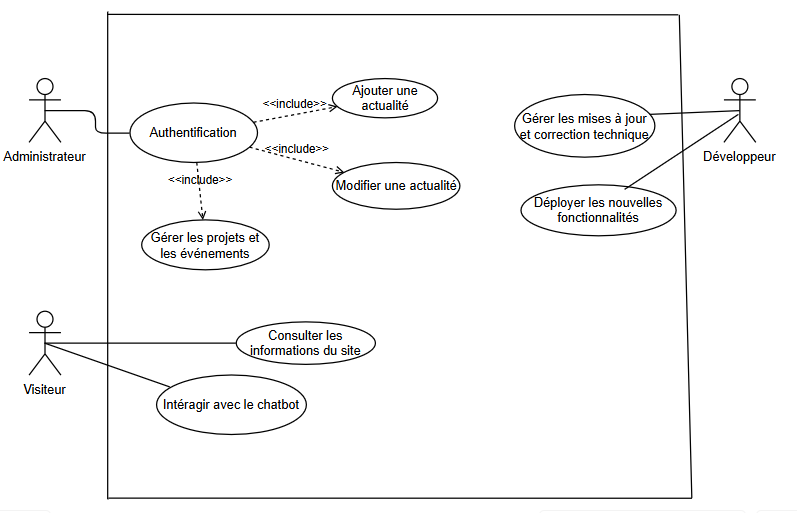 Administrateur
Authentification
<<include>>
Ajouter une
actualité
<<include>>
Modifier une actualité
<<include>>
Gérer les projets et
les événements
Gérer les mises à jour
et correction technique
Développeur
Déployer les nouvelles
fonctionnalités
Visiteur
Consulter les
informations du site
Intéragir avec le chatbot